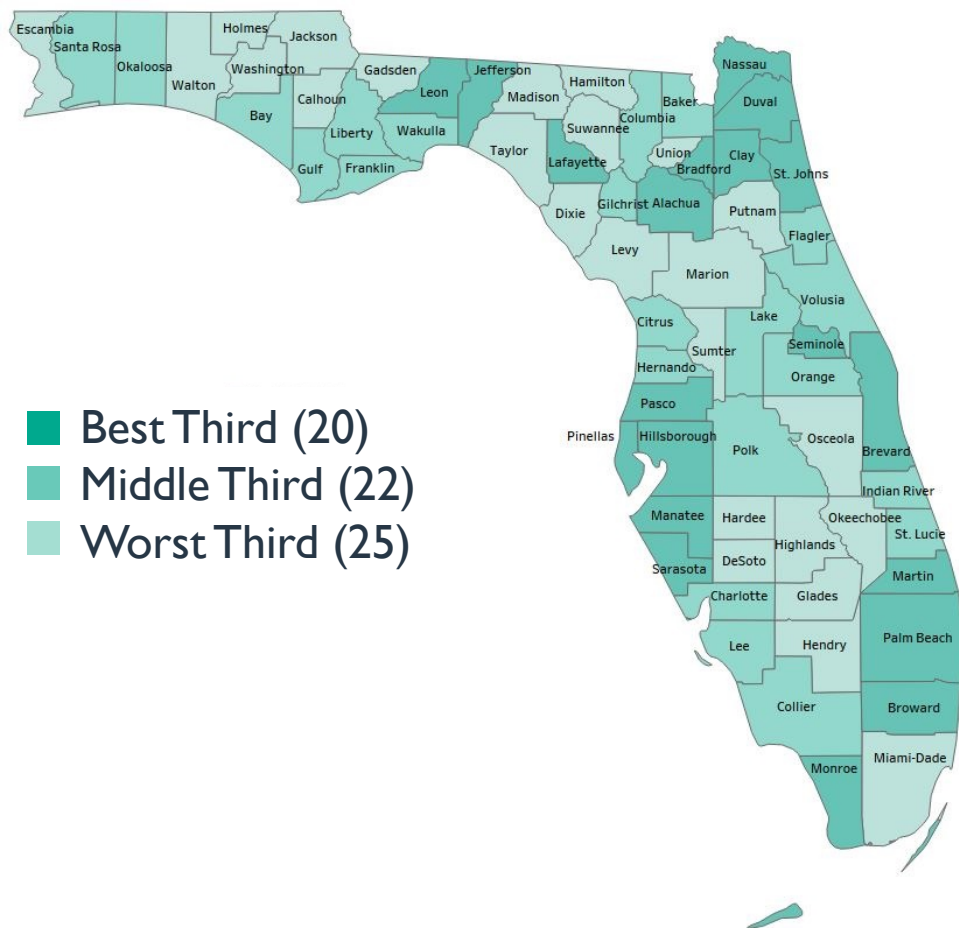 Escambia
Santa Rosa
Okaloosa
Walton
Holmes
Washington
Jackson
Bay
Calhoun
Gulf
Liberty
Franklin
Gadsden
Wakulla
Leon
Jefferson
Madison
Taylor
Hamilton
Suwannee
Lafayette
Dixie
Columbia
Baker
Union
Bradford
Gilchrist
Alachua
Levy
Nassau
Duval
Clay
St. Johns
Putnam
Flagler
Marion
Volusia
Citrus
Lake
Sumter
Seminole
Hernando
Orange
Pasco
Pinellas
Hillsborough
Polk
Osceola
Brevard
Indian River
Manatee
Hardee
Highlands
Okeechobee
St. Lucie
Sarasota
DeSoto
Martin
Charlotte
Glades
Lee
Hendry
Palm Beach
Collier
Broward
Monroe
Miami-Dade
Best Third (20)
Middle Third (22)
Worst Third (25)